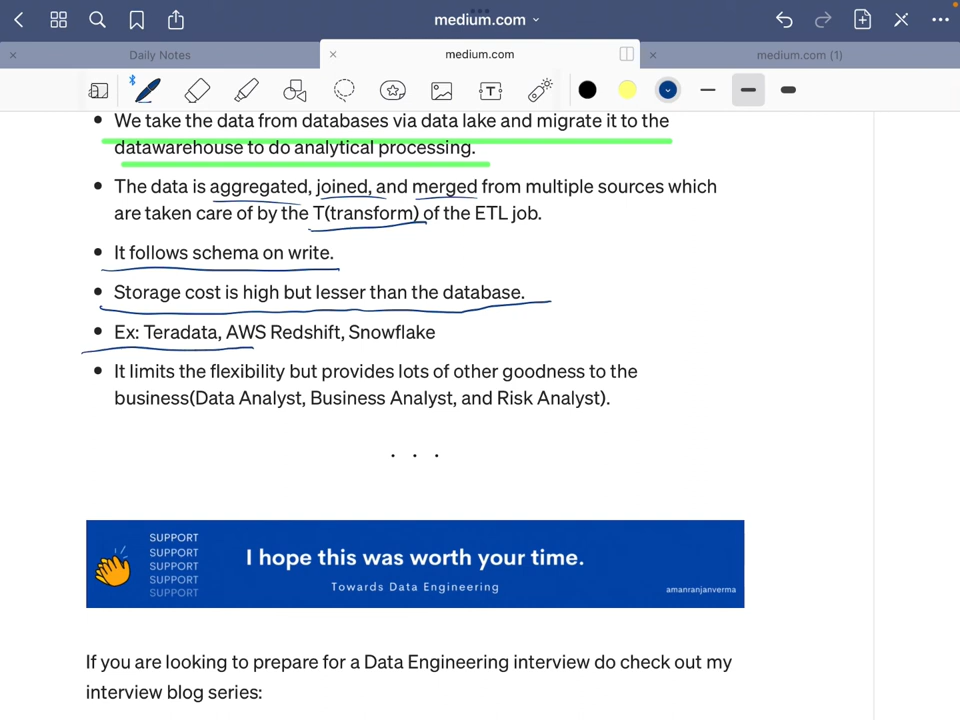 medium.com
Daily Notes
medium.com
medium.com (1)
T
We take the data from databases via data lake and migrate it to the
datawarehouse to do analytical processing.
The data is aggregated, joined, and merged from multiple sources which
are taken care of by the T(transform) of the ETL job.
It follows schema on write.
Storage cost is high but lesser than the database.
Ex: Teradata, AWS Redshift, Snowflake
It limits the flexibility but provides lots of other goodness to the
business(Data Analyst, Business Analyst, and Risk Analyst).
. . .
SUPPORT
SUPPORT
SUPPORT
SUPPORT
SUPPORT
I hope this was worth your time.
Towards Data Engineering
amanranjanverma
If you are looking to prepare for a Data Engineering interview do check out my
interview blog series: